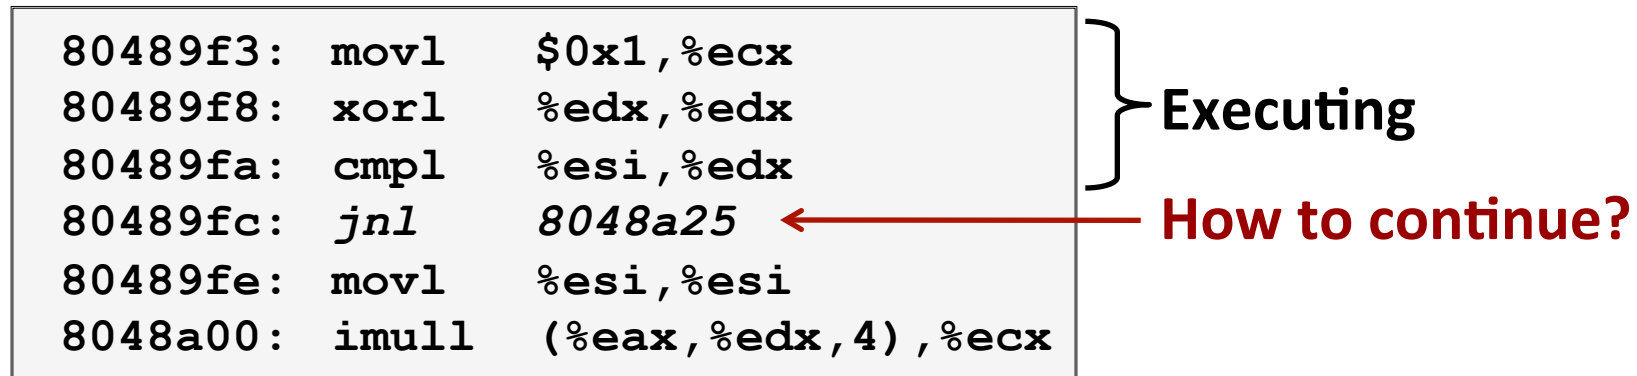 80489f3: movl $0x1,%ecx
80489f8: xorl %edx,%edx
80489fa: cmpl %esi,%edx
Executing
80489fc: jnl 8048a25
How to continue?
80489fe: movl %esi,%esi
8048a00: imull (%eax,%edx,4),%ecx